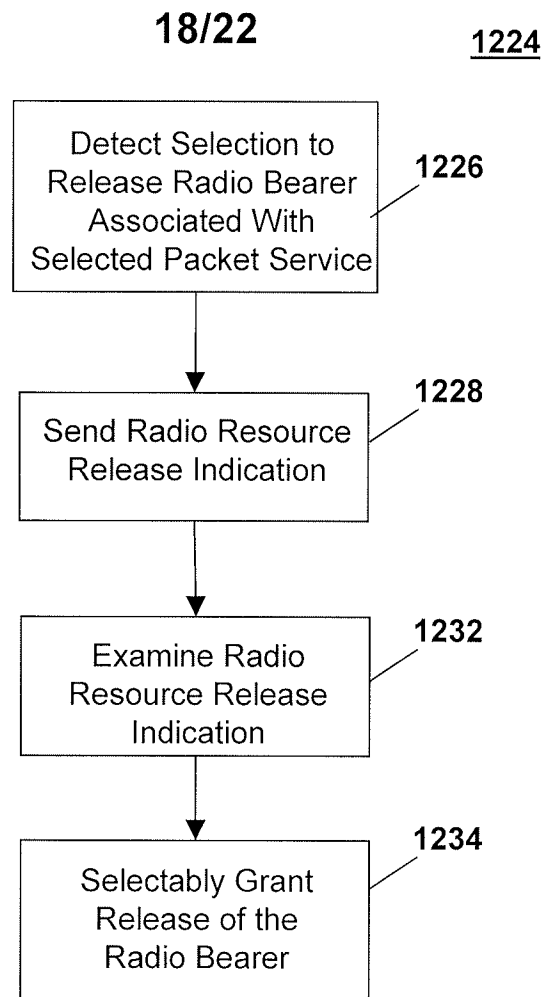 18/22
1224
Detect Selection to
Release Radio Bearer
Associated With
Selected Packet Service
1226
Send Radio Resource
Release Indication
1228
Examine Radio
Resource Release
Indication
1232
Selectably Grant
Release of the
Radio Bearer
1234